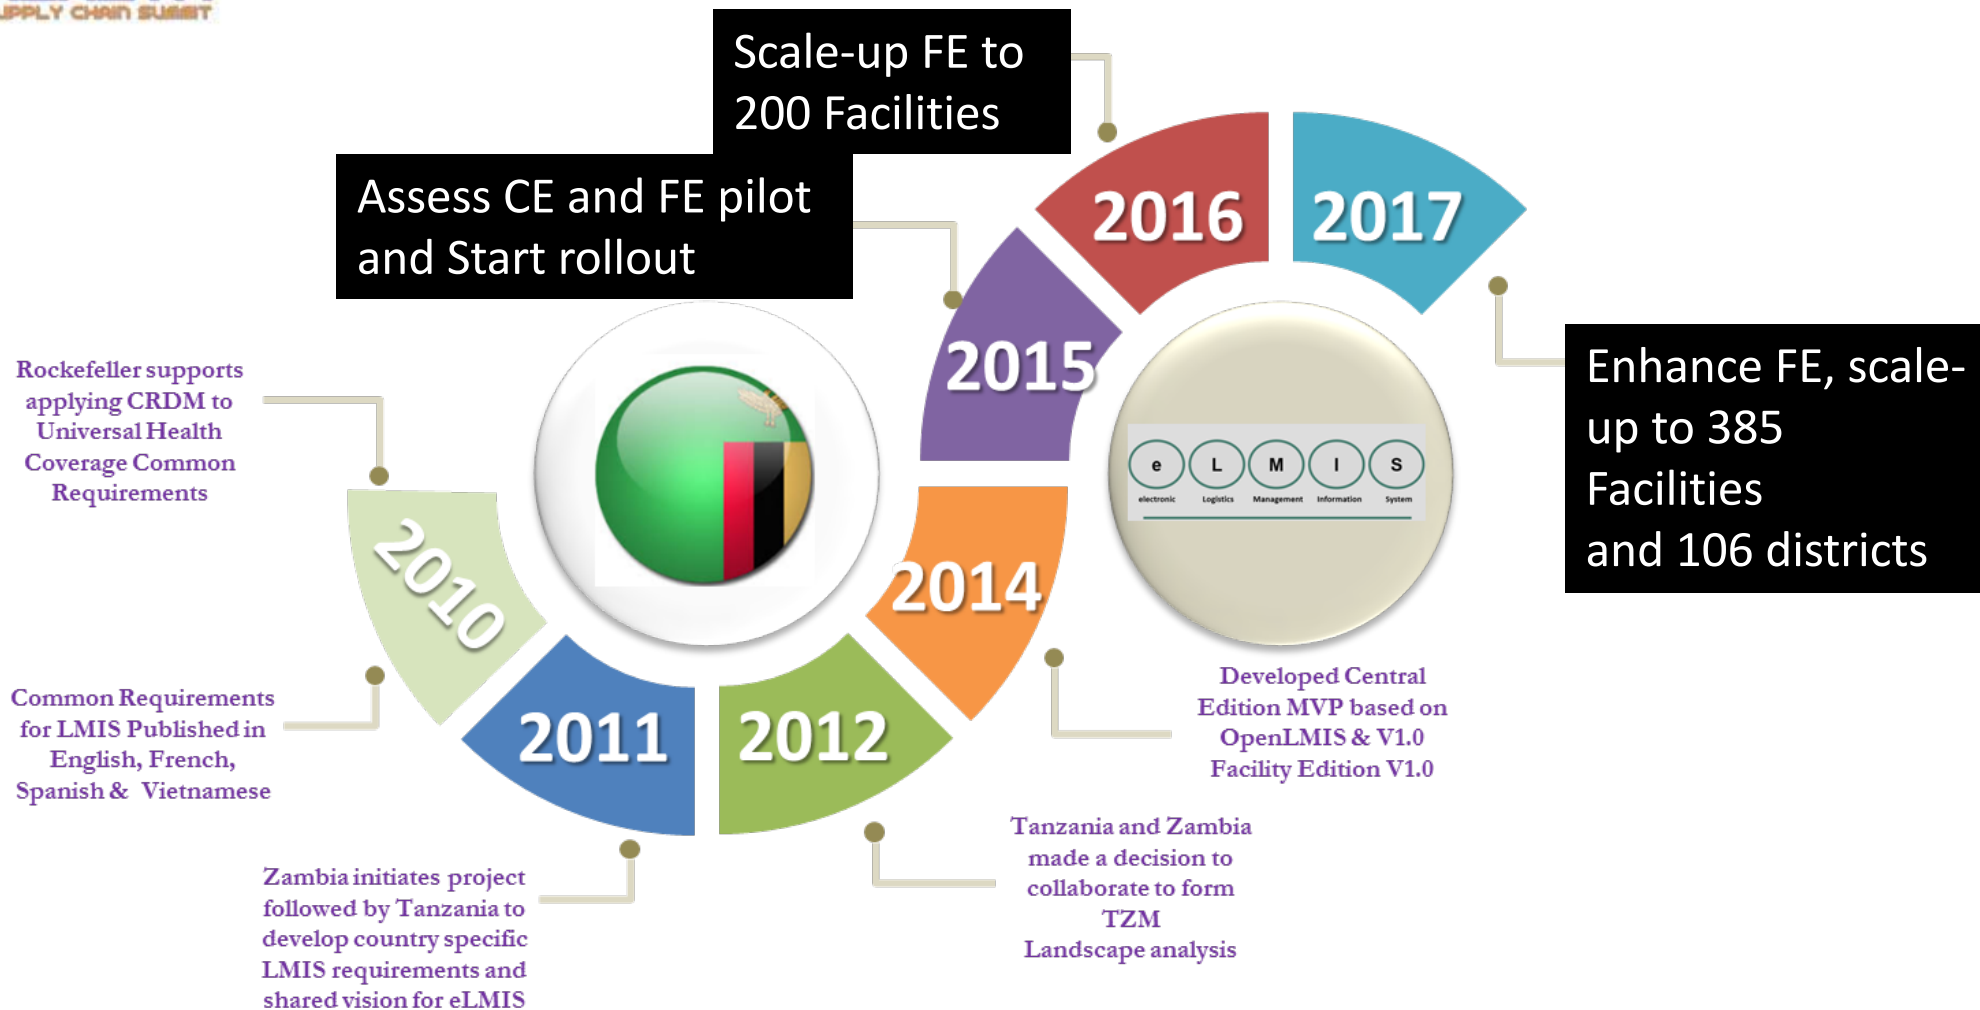 SUPPLY CHAIN SUMMIT
Scale-up FE to
200 Facilities
Assess CE and FE pilot
and Start rollout
2016
2017
2015
Rockefeller supports
applying CRDM to
Universal Health
Coverage Common
Requirements
Enhance FE, scale-
up to 385
Facilities
and 106 districts
e L M I S
electronic Logistics Management Information System
2010
2014
Common Requirements
for LMIS Published in
English, French,
Spanish & Vietnamese
2011
2012
Developed Central
Edition MVP based on
OpenLMIS & V1.0
Facility Edition V1.0
Zambia initiates project
followed by Tanzania to
develop country specific
LMIS requirements and
shared vision for eLMIS
Tanzania and Zambia
made a decision to
collaborate to form
TZM
Landscape analysis